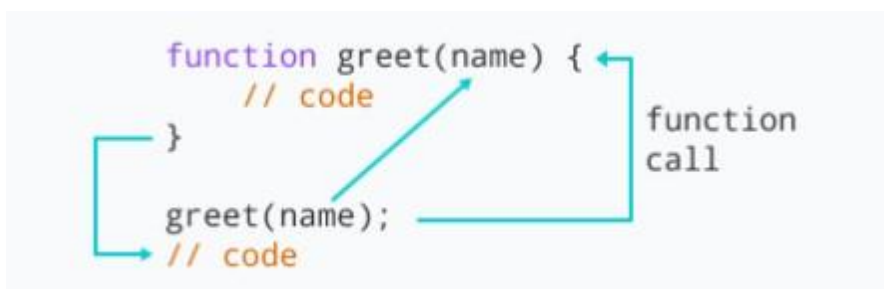 function greet(name) {
// code
}
function
call
greet(name);
// code